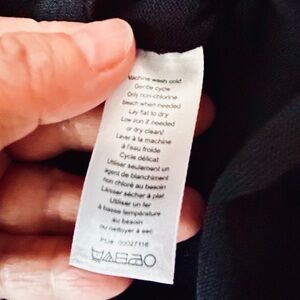 Machine wash cold
Gentle cycle
Only non-chlorine
bleach when needed
Lay flat to dry
Low iron if needed
or dry clean/
Laver à la machine
à l'eau froide
Cycle délicat
Utiliser seulement un
agent de blanchiment
non chloré au besoin
Laisser sécher à plat
Utiliser un fer
à basse température
au besoin
ou nettoyer à sec